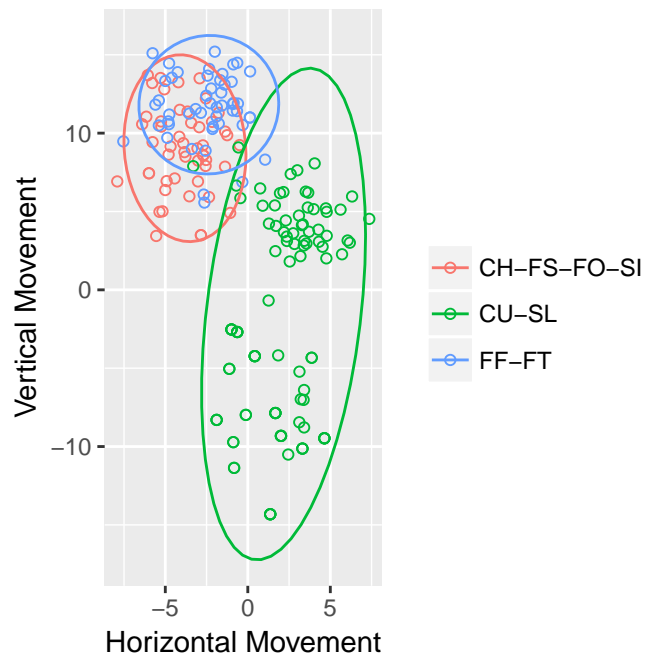 Vertical Movement
10
0
−10
−5
0
5
Horizontal Movement
CH−FS−FO−SI
CU−SL
FF−FT